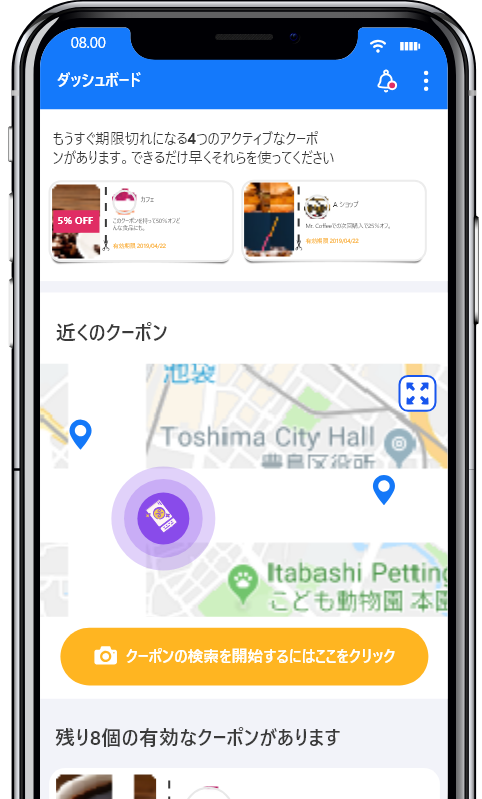 08.00
ダッシュボード
もうすぐ期限切れになる4つのアクティブなクーポ
ンがあります。できるだけ早くそれらを使ってください
5% OFF
カフェ
このクーポンを持って50%オフど
んな食品にも。
有効期限 2019/04/22
A ショップ
Mr. Coffeeでの次回購入で25%オフ。
有効期限 2019/04/22
近くのクーポン
池袋
Toshima City Hall
豊島区役所
Itabashi Petting
こども動物園 本園
クーポンの検索を開始するにはここをクリック
残り8個の有効なクーポンがあります